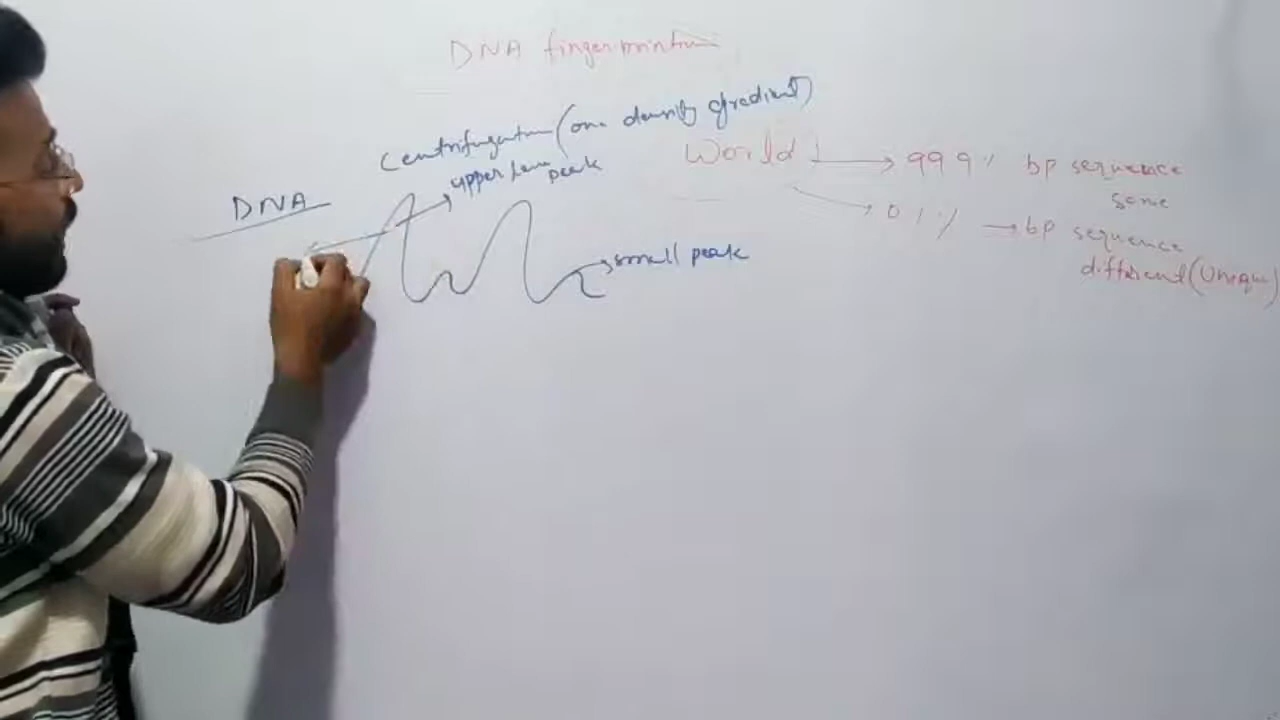 DNA fingerprinting
Centrifugation (on density gradient)
upper peak
DNA
small peak
World
99.9% bp sequence
same
0.1% bp sequence
different (Unique)